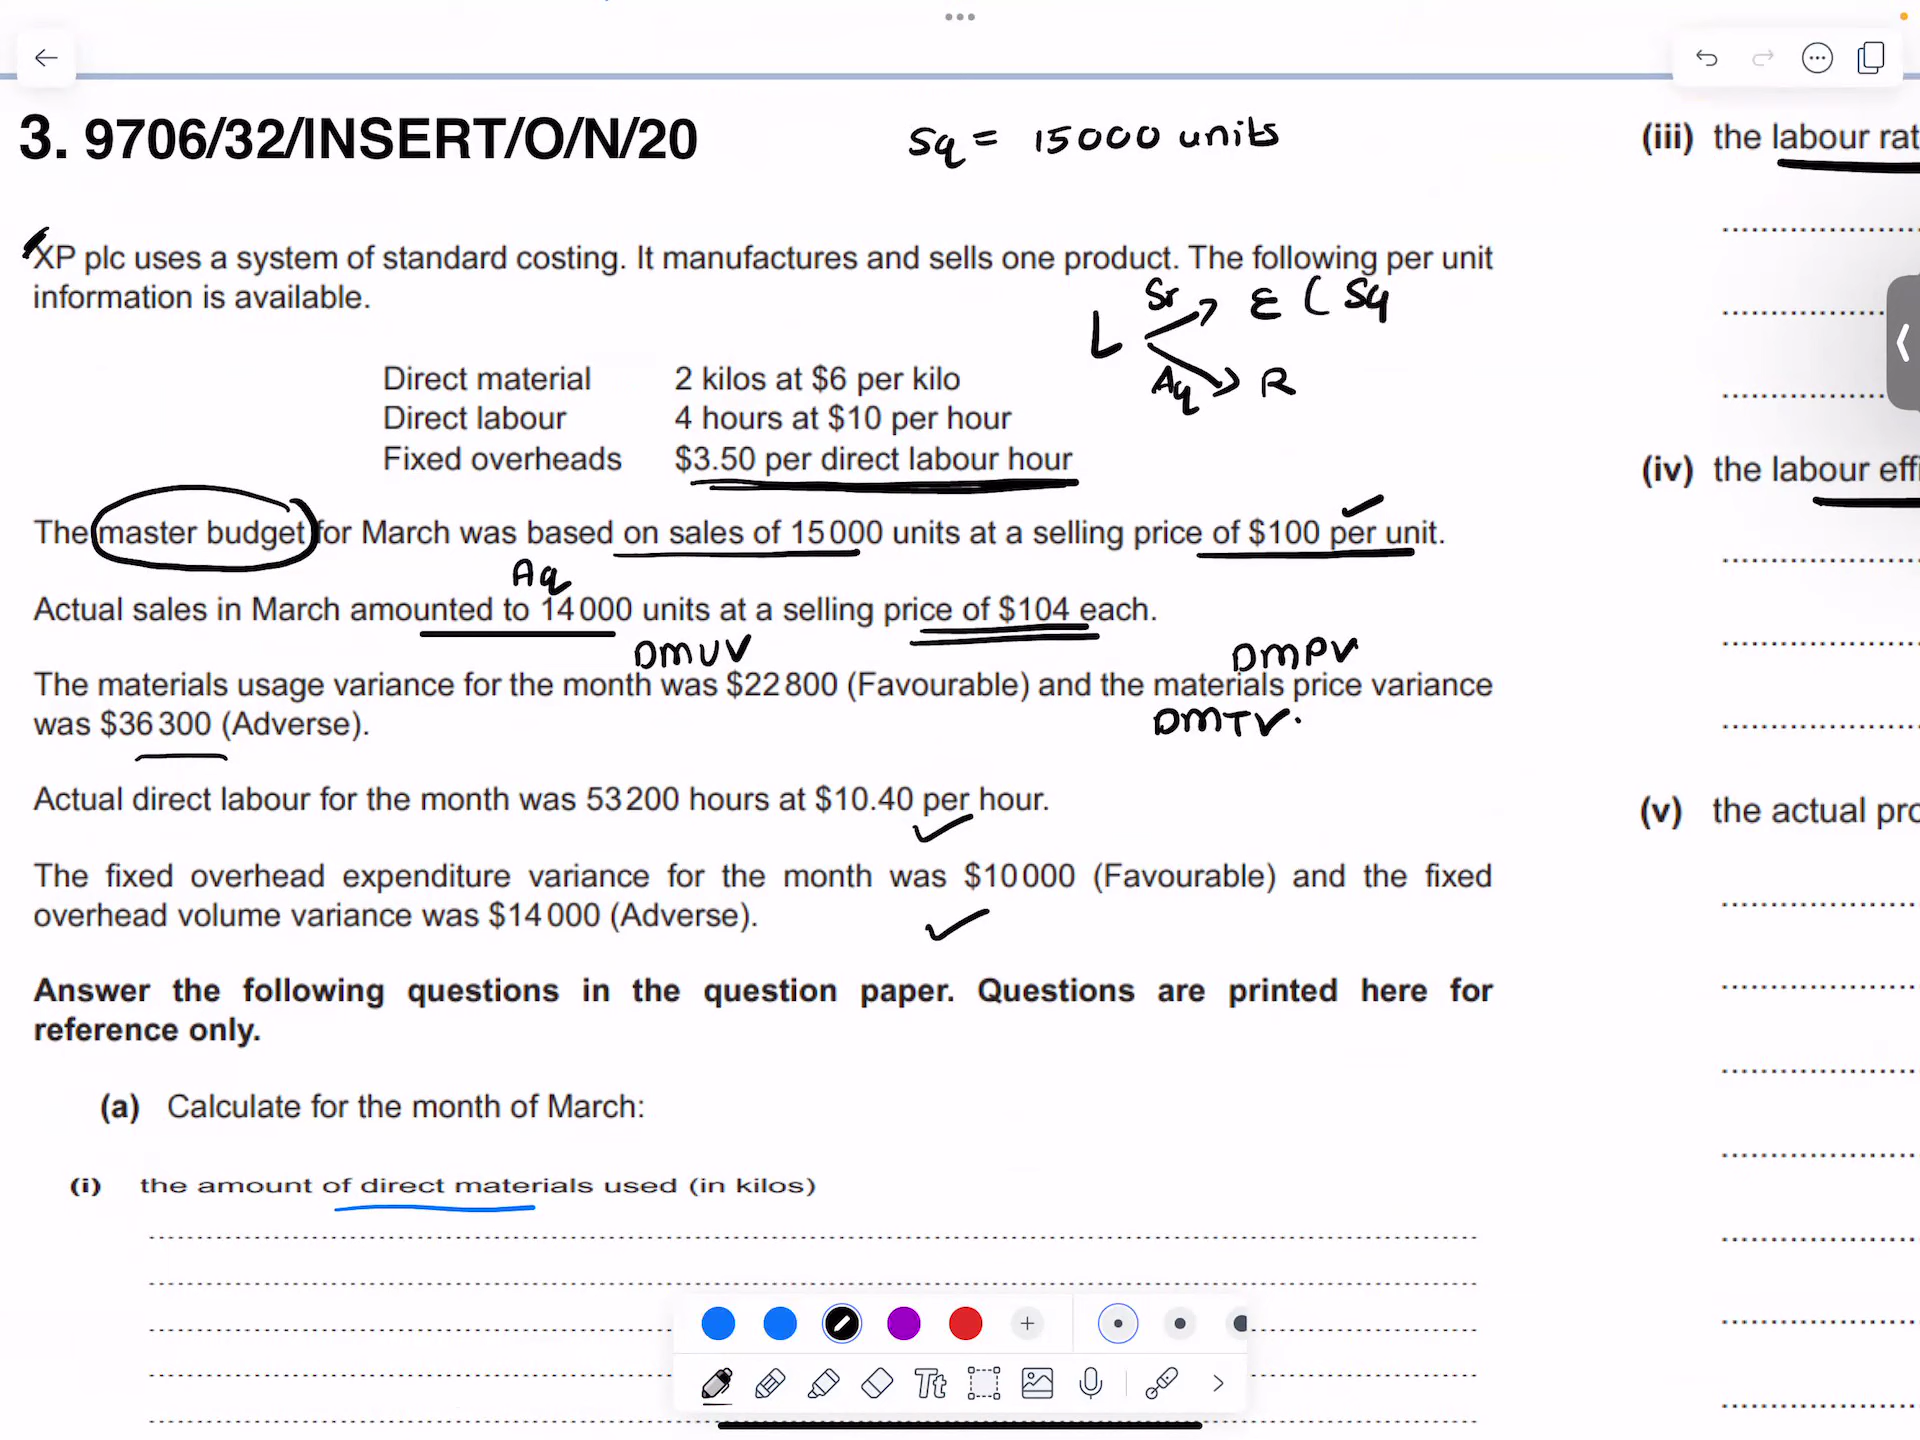 3. 9706/32/INSERT/O/N/20
Sq = 15000 units
XP plc uses a system of standard costing. It manufactures and sells one product. The following per unit
information is available.
Sr E ( Sq
L
Aq R
Direct material 2 kilos at $6 per kilo
Direct labour 4 hours at $10 per hour
Fixed overheads $3.50 per direct labour hour
The master budget for March was based on sales of 15 000 units at a selling price of $100 per unit.
Aq
Actual sales in March amounted to 14 000 units at a selling price of $104 each.
DMUV DMPV
The materials usage variance for the month was $22 800 (Favourable) and the materials price variance
was $36 300 (Adverse).
DMTV.
Actual direct labour for the month was 53 200 hours at $10.40 per hour.
The fixed overhead expenditure variance for the month was $10 000 (Favourable) and the fixed
overhead volume variance was $14 000 (Adverse).
Answer the following questions in the question paper. Questions are printed here for
reference only.
(a) Calculate for the month of March:
(i) the amount of direct materials used (in kilos)
Tt
(iii) the labour rat
(iv) the labour effi
(v) the actual pro